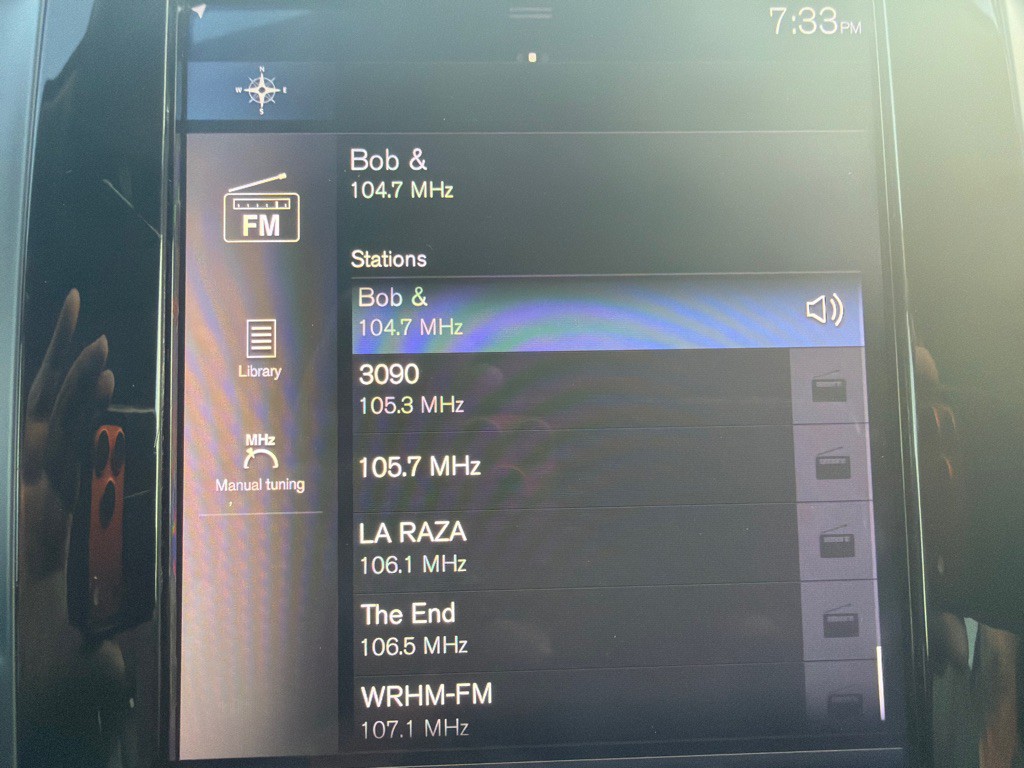 7:33PM
N
W E
S
Bob &
104.7 MHz
FM
Stations
Bob &
104.7 MHz
Library
3090
105.3 MHz
MHz
Manual tuning
105.7 MHz
LA RAZA
106.1 MHz
The End
106.5 MHz
WRHM-FM
107.1 MHz